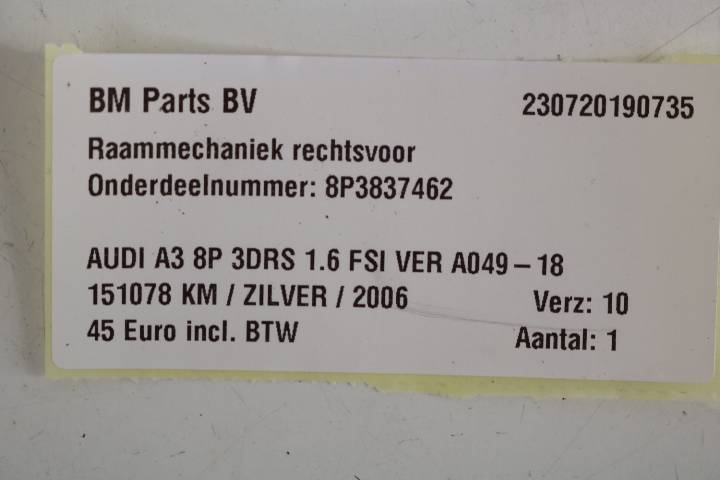 BM Parts BV 230720190735
Raammechaniek rechtsvoor
Onderdeelnummer: 8P3837462
AUDI A3 8P 3DRS 1.6 FSI VER A049 – 18
151078 KM / ZILVER / 2006 Verz: 10
45 Euro incl. BTW Aantal: 1